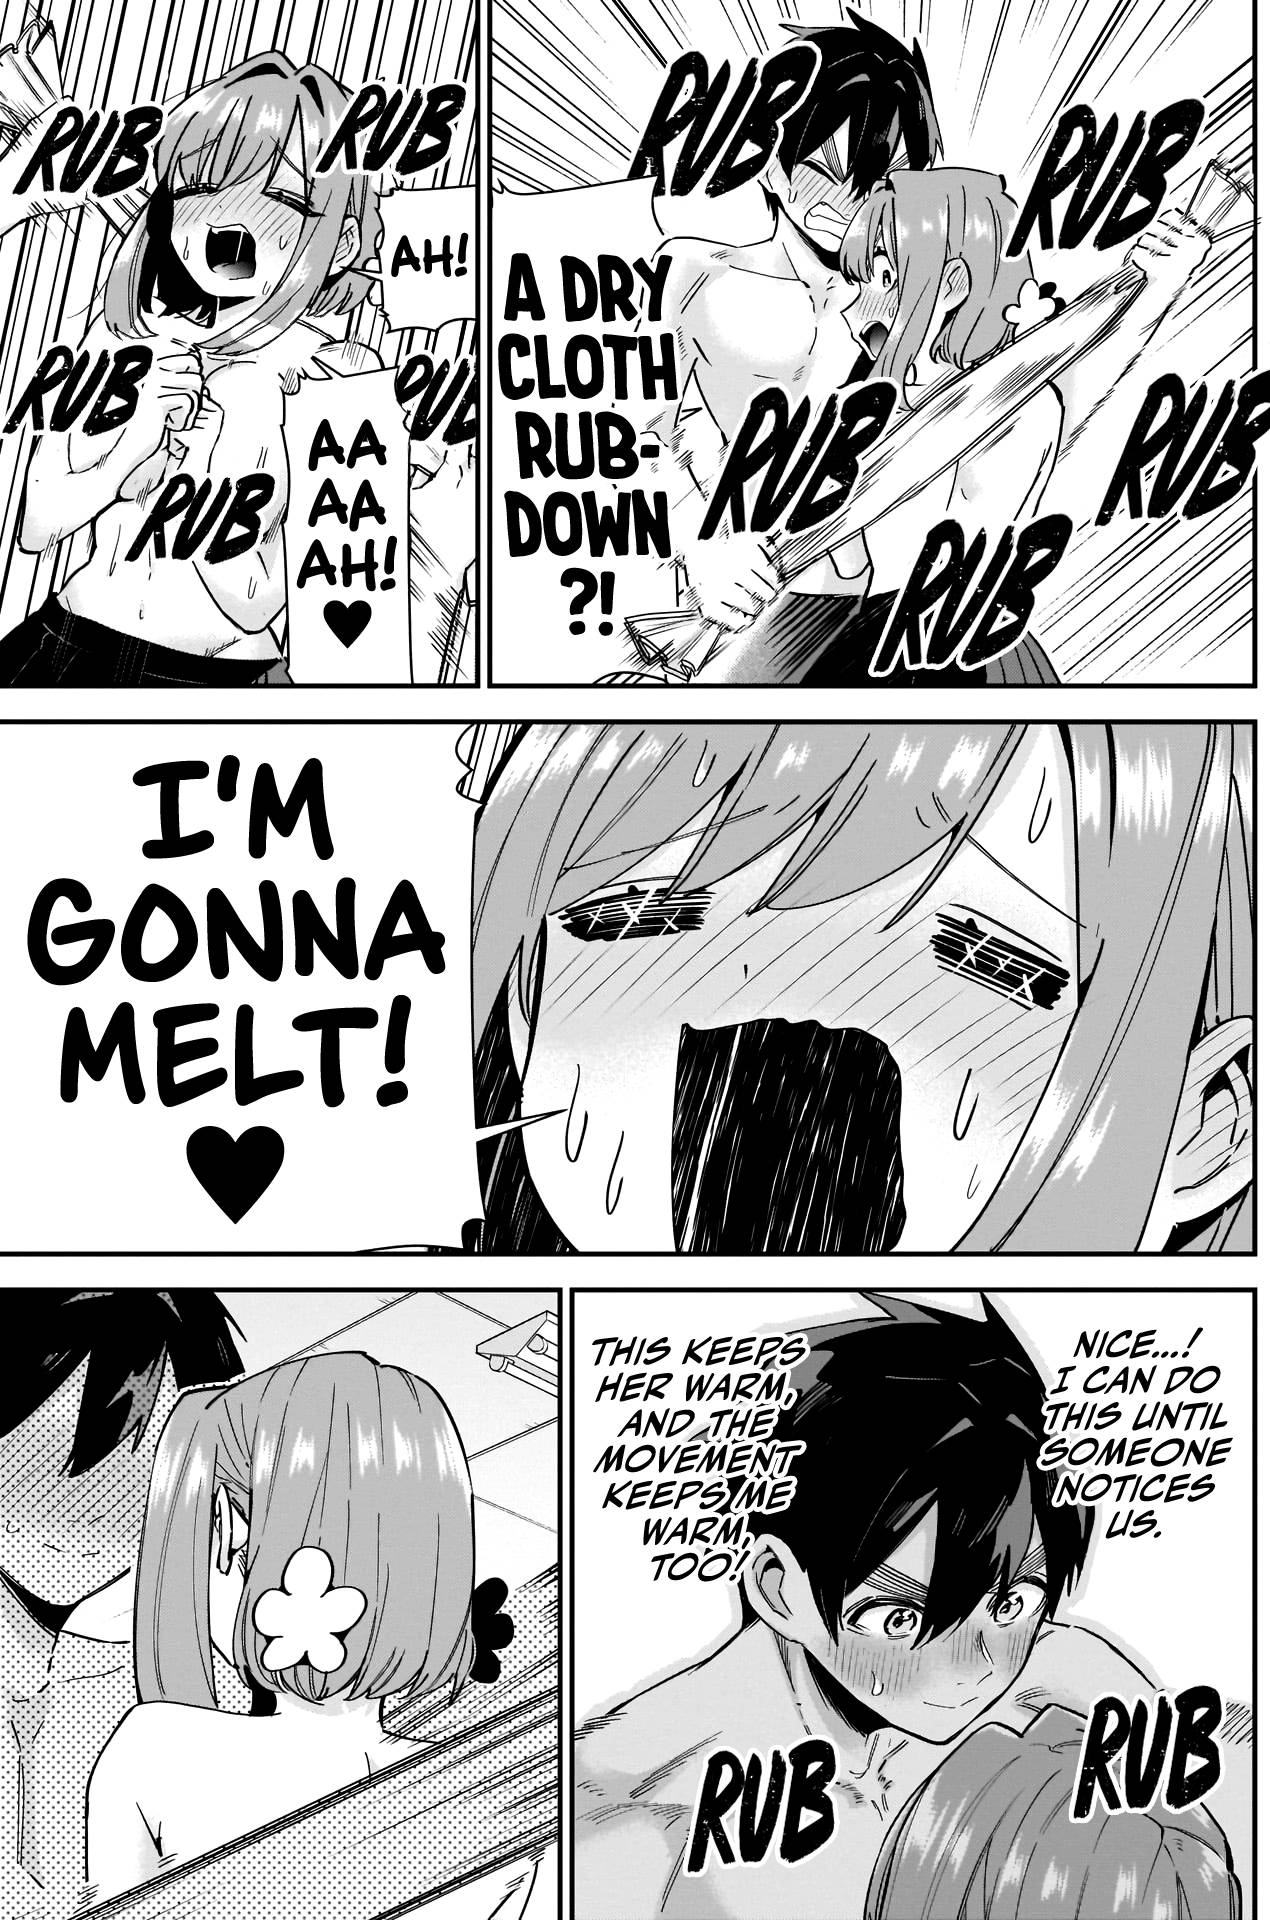 RUB
RUB
A DRY
CLOTH
RUB-
DOWN
?!
RUB
RUB
RUB
RUB
RUB
AH!
RUB
RUB
AA
AA
AH!
♥
RUB
I'M
GONNA
MELT!
♥
NICE...!
I CAN DO
THIS UNTIL
SOMEONE
NOTICES
US.
THIS KEEPS
HER WARM,
AND THE
MOVEMENT
KEEPS ME
WARM,
TOO!
RUB
RUB